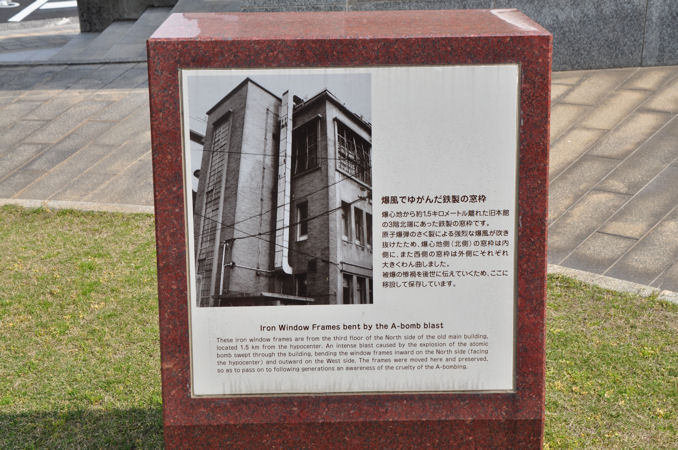 爆風でゆがんだ鉄製の窓枠
爆心地から約1.5キロメートル離れた旧本館
の3階北端にあった鉄製の窓枠です。
原子爆弾のさく裂による強烈な爆風が吹き
抜けたため、爆心地側（北側）の窓枠は内
側に、また西側の窓枠は外側にそれぞれ
大きくわん曲しました。
被爆の惨禍を後世に伝えていくため、ここに
移設して保存しています。
Iron Window Frames bent by the A-bomb blast
These iron window frames are from the third floor of the North side of the old main building,
located 1.5 km from the hypocenter. An intense blast caused by the explosion of the atomic
bomb swept through the building, bending the window frames inward on the North side (facing
the hypocenter) and outward on the West side. The frames were moved here and preserved,
so as to pass on to following generations an awareness of the cruelty of the A-bombing.